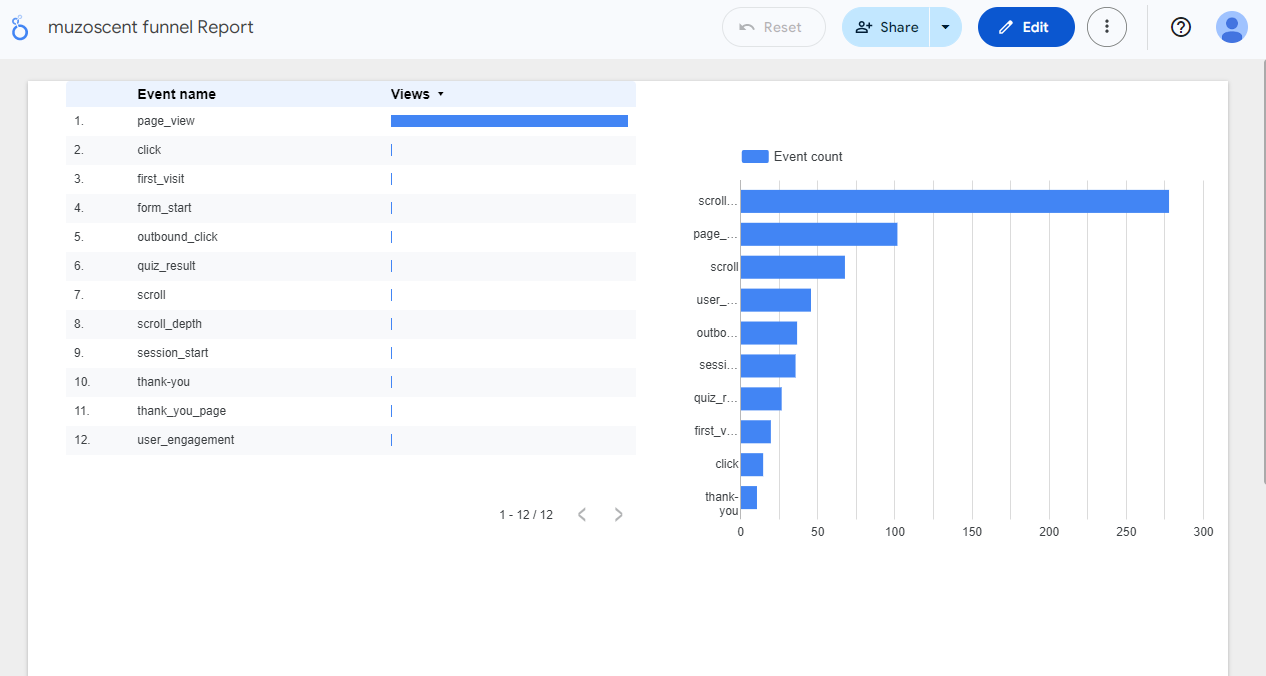 muzoscent funnel Report
Reset
Share
Edit
Event name
Views
1. page_view
2. click
3. first_visit
4. form_start
5. outbound_click
6. quiz_result
7. scroll
8. scroll_depth
9. session_start
10. thank-you
11. thank_you_page
12. user_engagement
1 - 12 / 12
Event count
scroll...
page_...
scroll
user_...
outbo...
sessi...
quiz_r...
first_v...
click
thank-
you
0 50 100 150 200 250 300